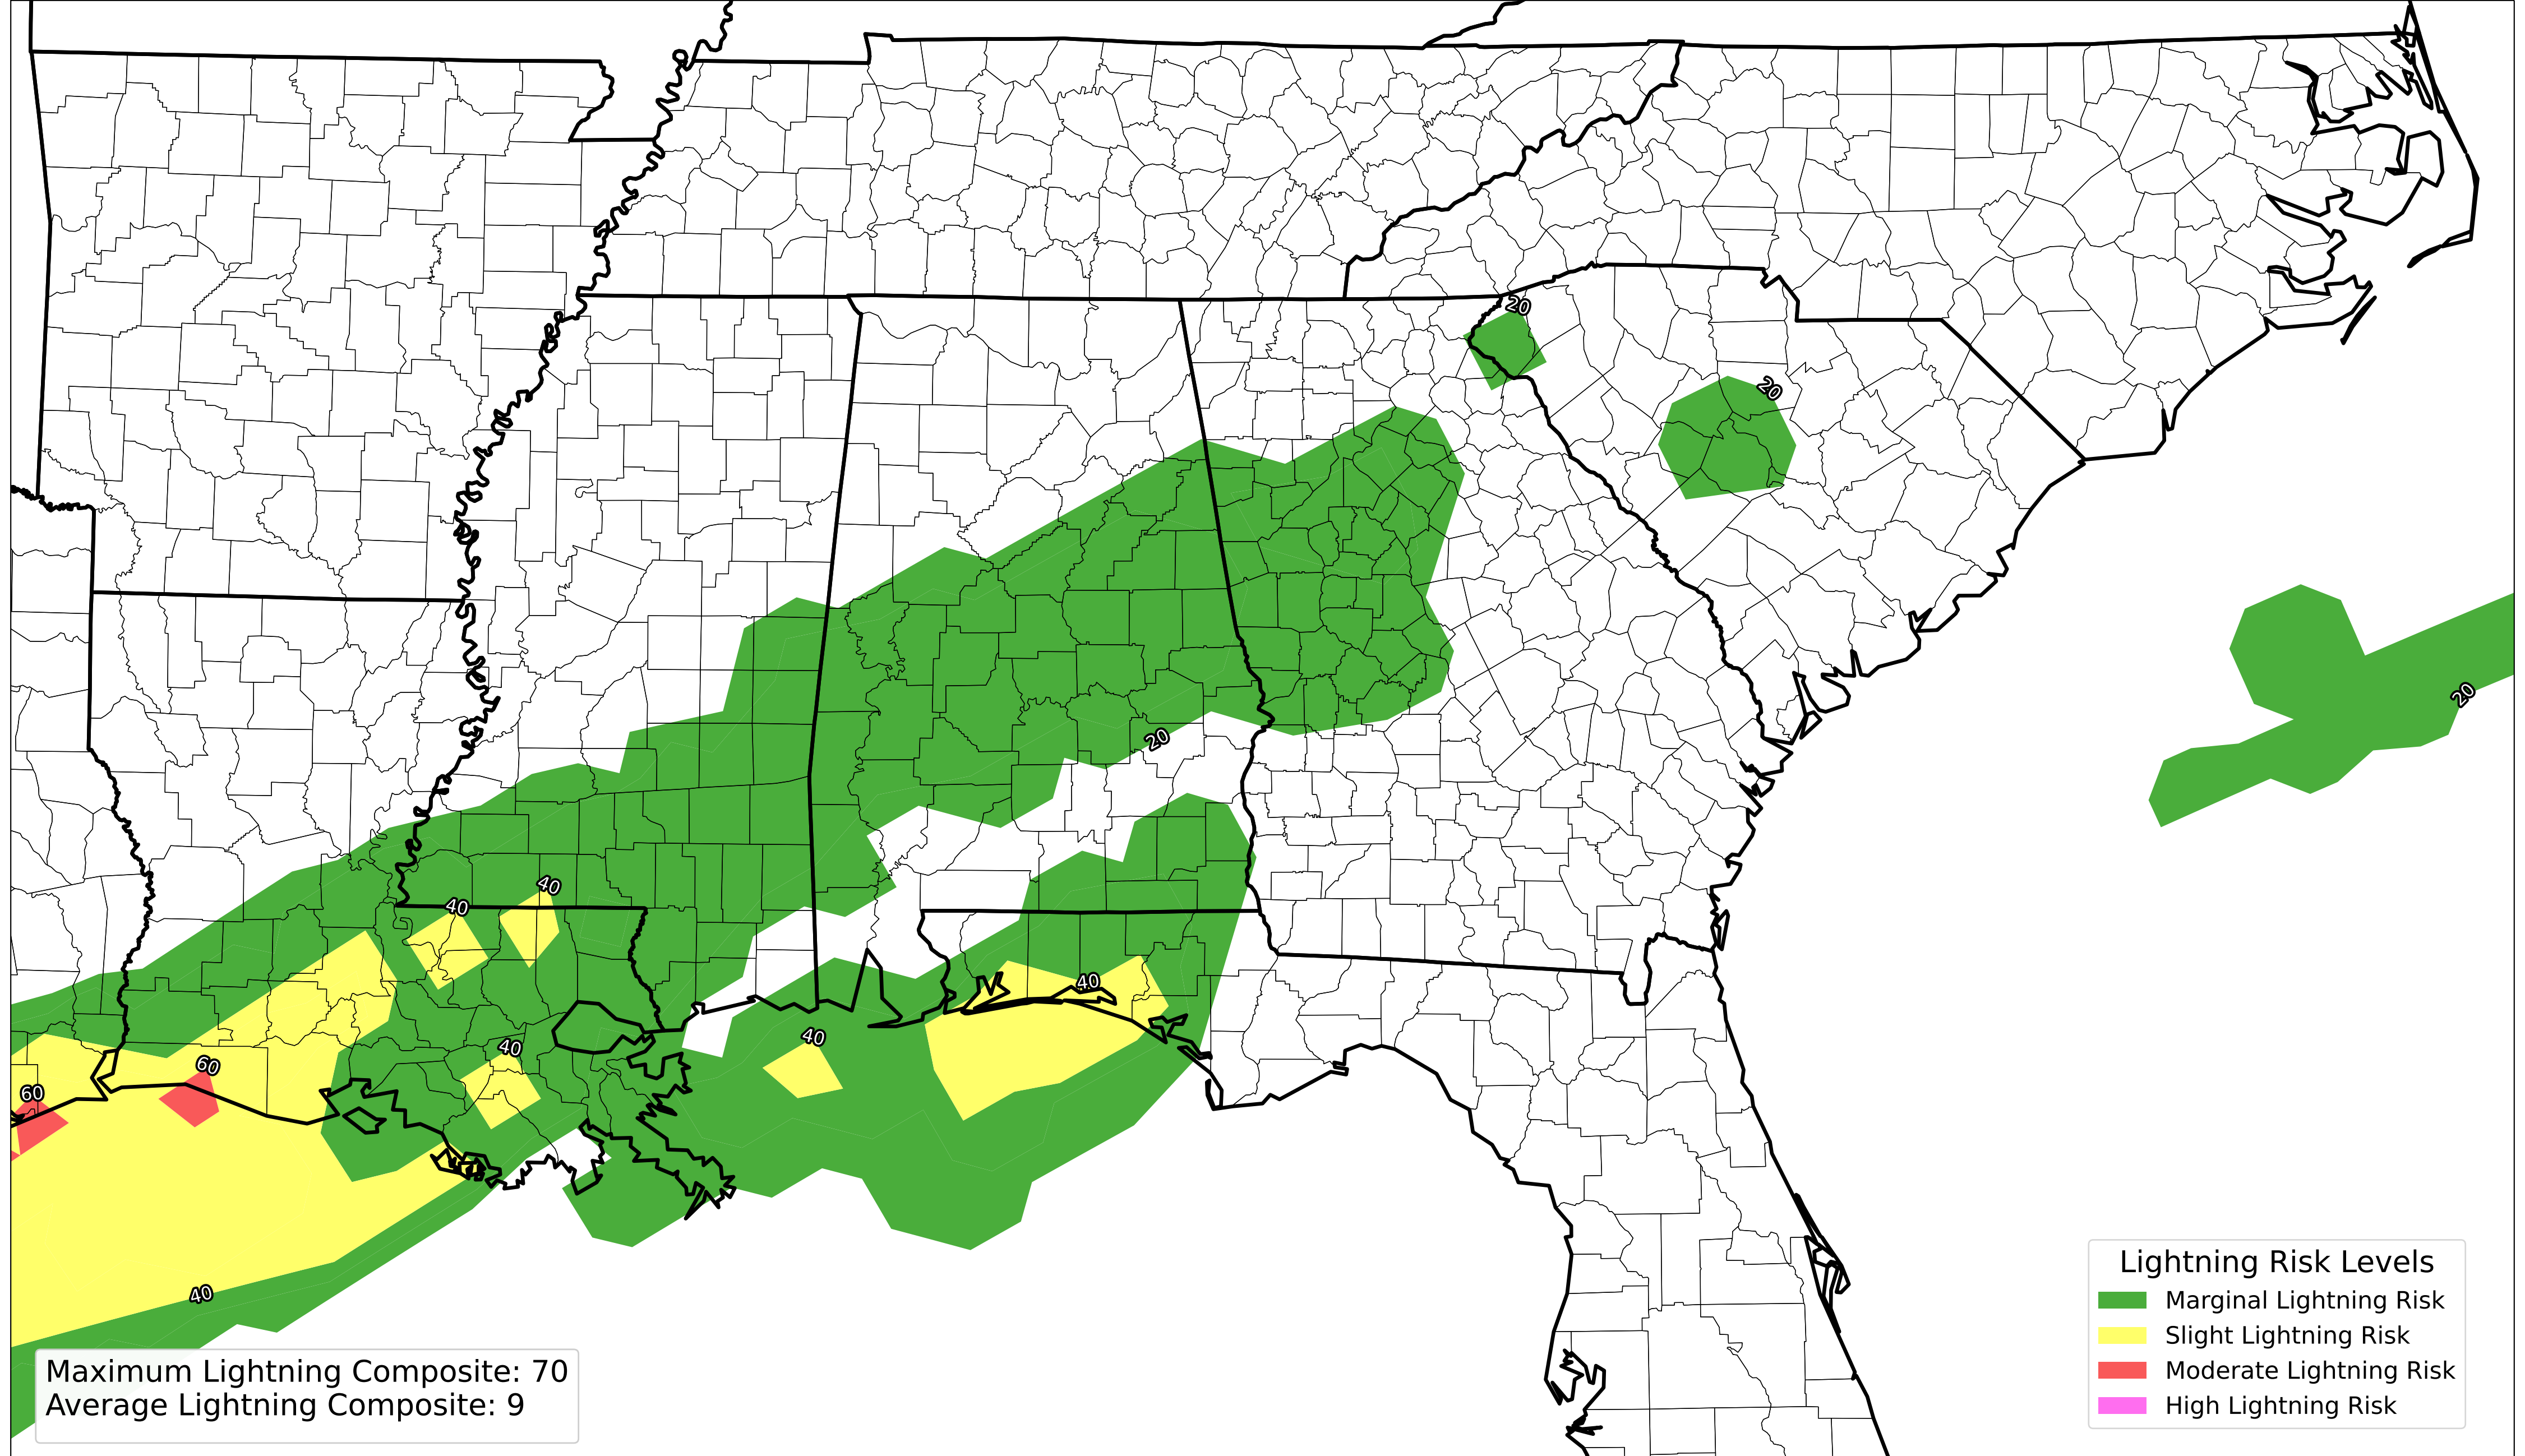 20
20
20
20
40
40
40
40
40
60
60
40
Lightning Risk Levels
Marginal Lightning Risk
Slight Lightning Risk
Moderate Lightning Risk
High Lightning Risk
Maximum Lightning Composite: 70
Average Lightning Composite: 9